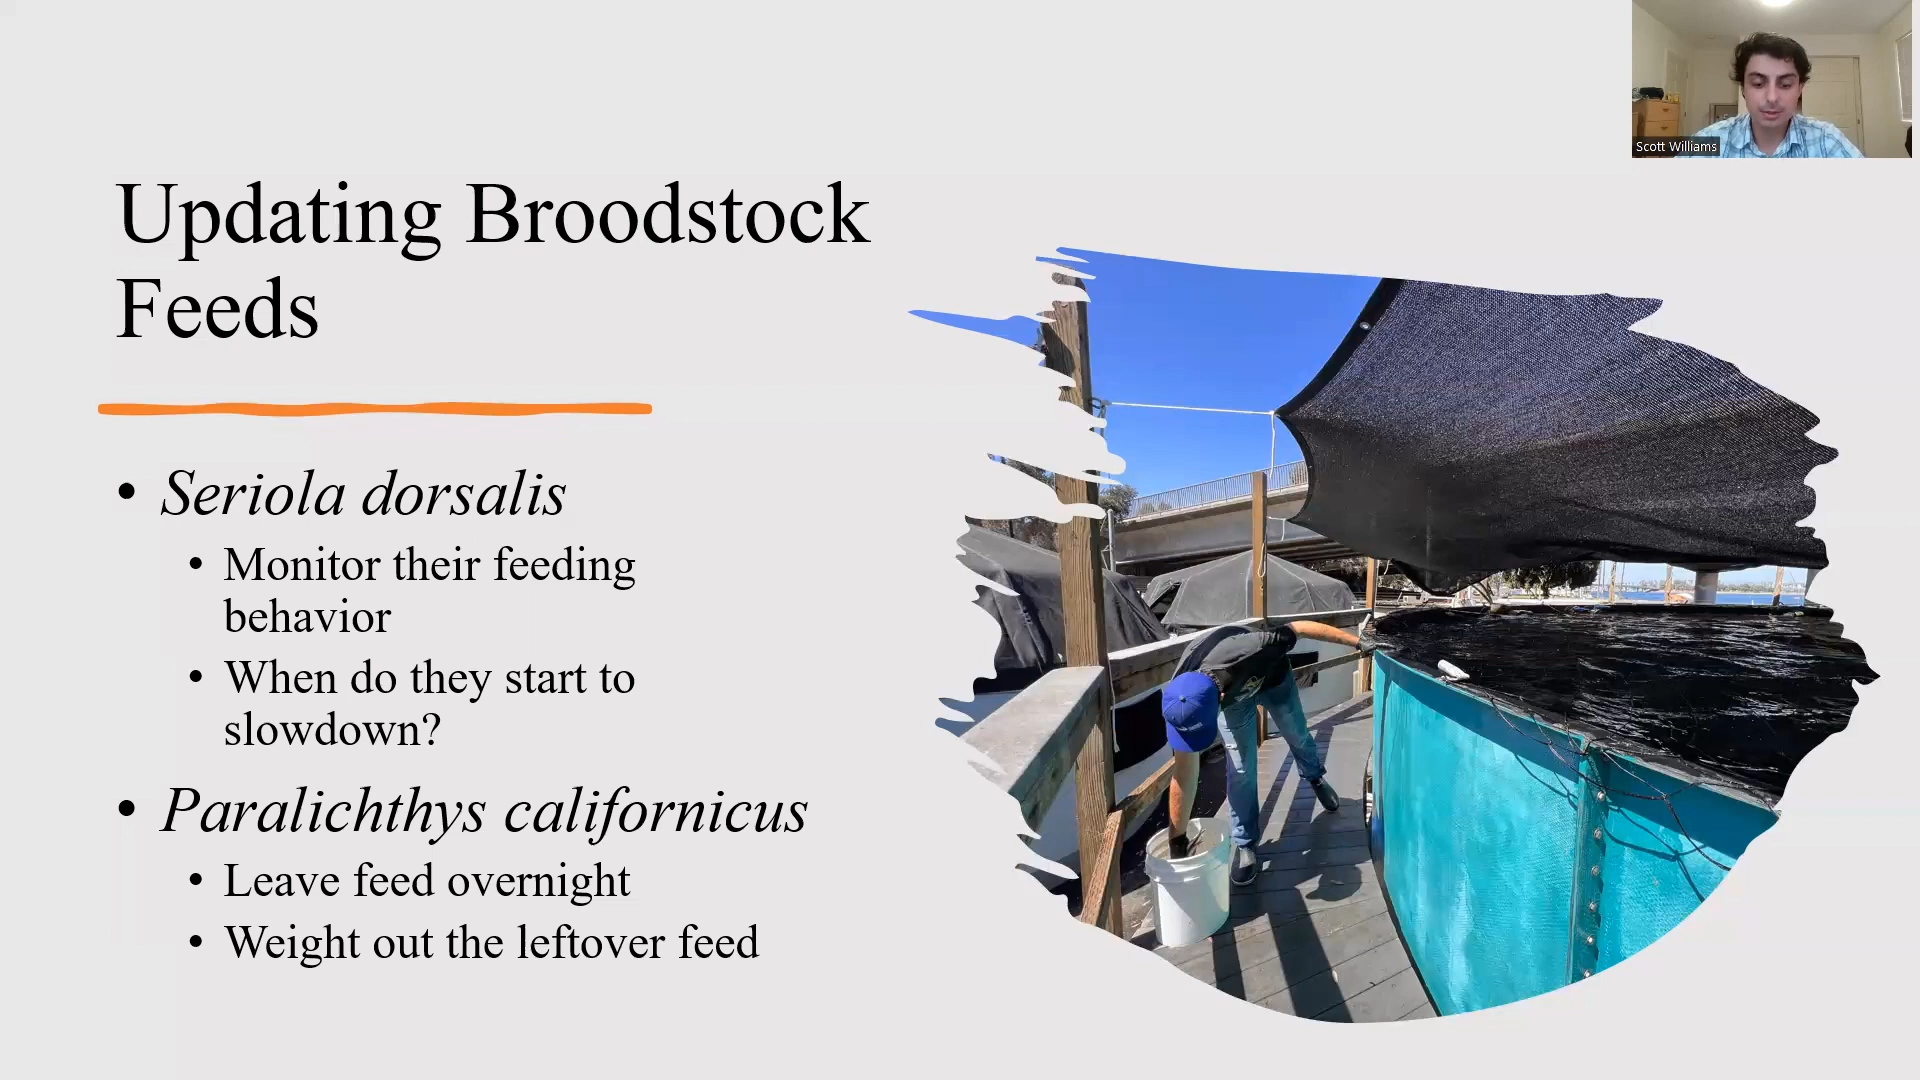 Scott Williams
Updating Broodstock
Feeds
• Seriola dorsalis
• Monitor their feeding
behavior
• When do they start to
slowdown?
• Paralichthys californicus
• Leave feed overnight
• Weight out the leftover feed